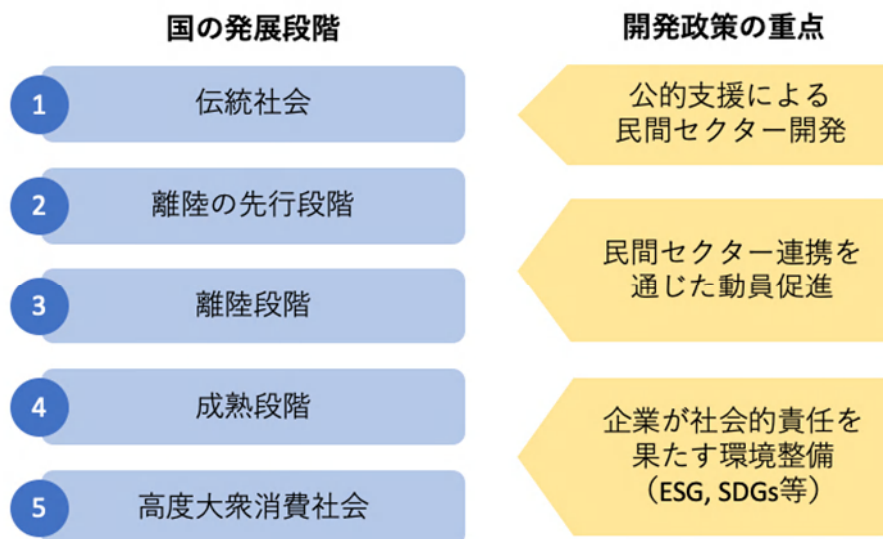 国の発展段階
1
伝統社会
2
離陸の先行段階
3
離陸段階
4
成熟段階
5
高度大衆消費社会
開発政策の重点
公的支援による
民間セクター開発
民間セクター連携を
通じた動員促進
企業が社会的責任を
果たす環境整備
（ESG, SDGs等）